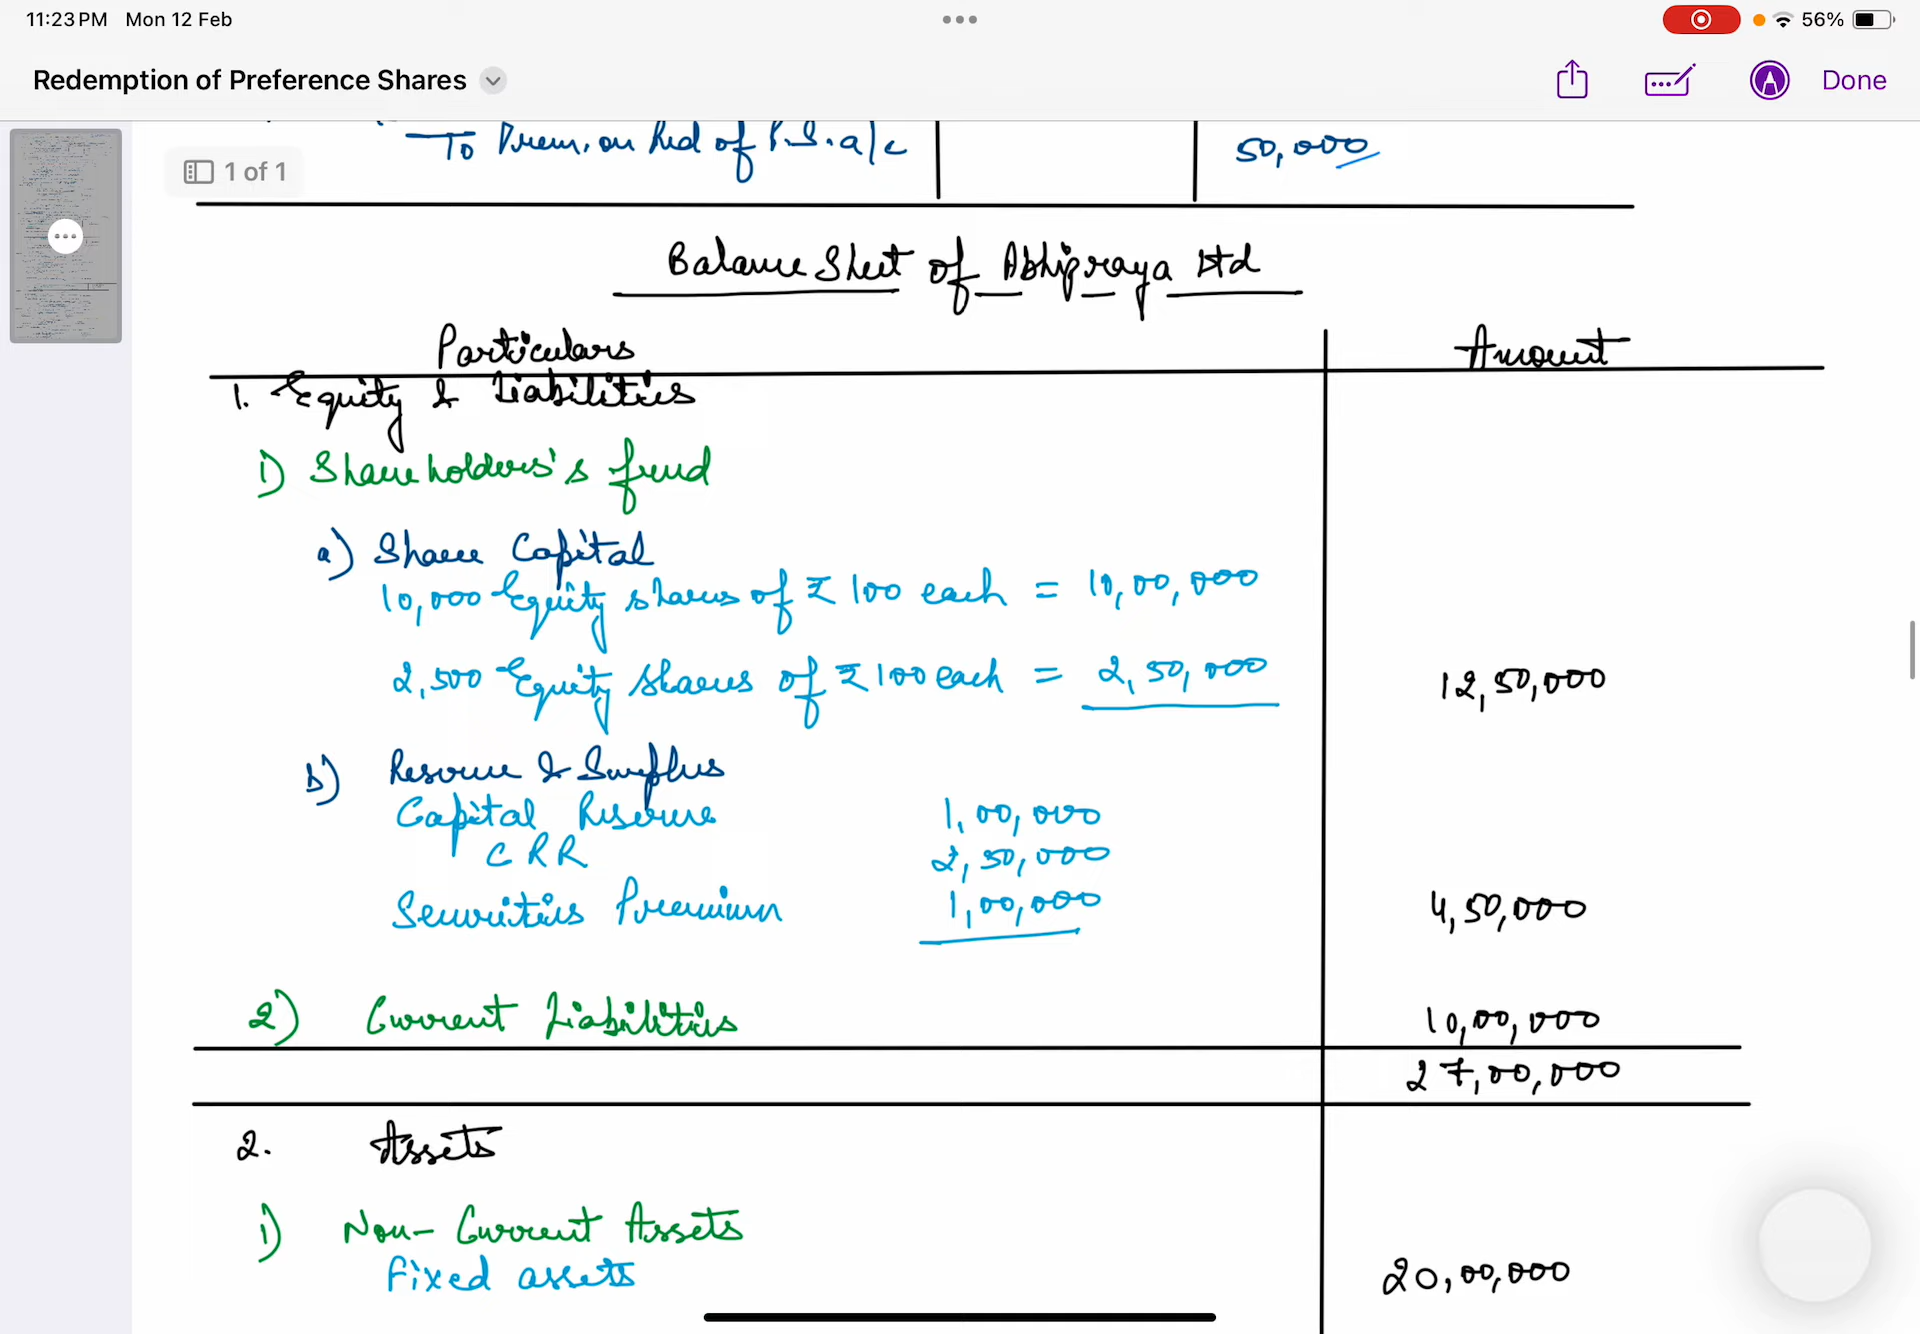 11:23 PM Mon 12 Feb
56%
Redemption of Preference Shares
Done
1 of 1
To Prem. on Red of P.S. a/c 50,000
Balance Sheet of Abhipraya Ltd
Particulars Amount
1. Equity & Liabilities
1) Shareholders's fund
a) Share Capital
10,000 Equity shares of ₹ 100 each = 10,00,000
2,500 Equity shares of ₹ 100 each = 2,50,000 12,50,000
b) Reserve & Surplus
Capital Reserve 1,00,000
CRR 2,50,000
Securities Premium 1,00,000 4,50,000
2) Current Liabilities 10,00,000
27,00,000
2. Assets
1) Non-Current Assets
Fixed assets 20,00,000